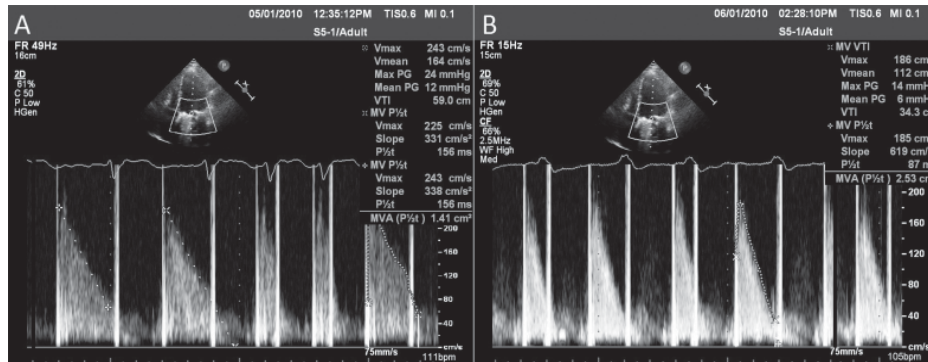 A
05/01/2010 12:35:12PM TIS0.6 MI 0.1
S5-1/Adult
FR 49Hz
16cm
2D
61%
C 50
P Low
HGen
Vmax 243 cm/s
Vmean 164 cm/s
Max PG 24 mmHg
Mean PG 12 mmHg
VTI 59.0 cm
MV P½t
Vmax 225 cm/s
Slope 331 cm/s²
P½t 156 ms
MV P½t
Vmax 243 cm/s
Slope 338 cm/s²
P½t 156 ms
MVA (P½t) 1.41 cm²
-200
-160
-120
-80
-40
cm/s
75mm/s
111bpm
B
06/01/2010 02:28:10PM TIS0.6 MI 0.1
S5-1/Adult
FR 15Hz
15cm
2D
69%
C 50
P Low
HGen
CF
66%
2.5MHz
WF High
Med
MV VTI
Vmax 186 cm
Vmean 112 cm
Max PG 14 mmH
Mean PG 6 mmH
VTI 34.3 c
MV P½t
Vmax 185 cm
Slope 619 cm/
P½t 87 m
MVA (P½t) 2.53 cm
-200
-160
-120
-80
-40
cm/s
75mm/s
105bpm